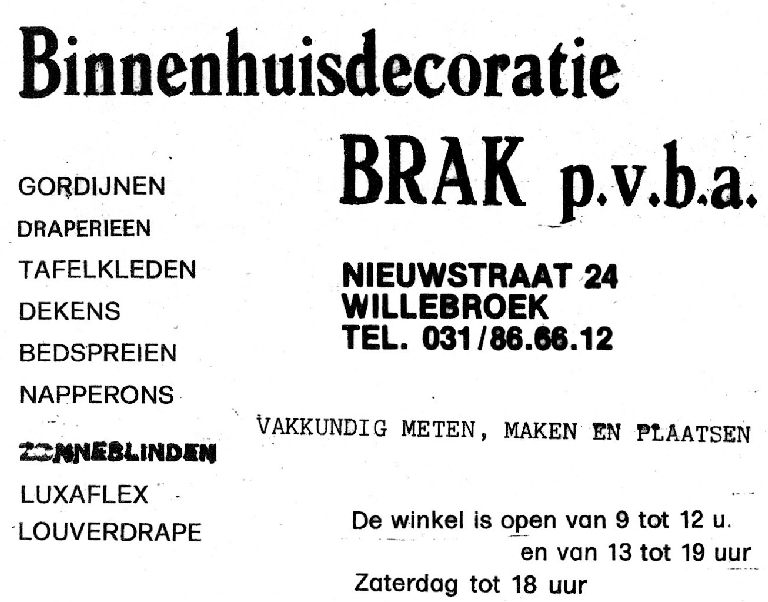 Binnenhuisdecoratie
BRAK p.v.b.a.
GORDIJNEN
DRAPERIEEN
TAFELKLEDEN
DEKENS
BEDSPREIEN
NAPPERONS
ZONNEBLINDEN
LUXAFLEX
LOUVERDRAPE
NIEUWSTRAAT 24
WILLEBROEK
TEL. 031/86.66.12
VAKKUNDIG METEN, MAKEN EN PLAATSEN
De winkel is open van 9 tot 12 u.
en van 13 tot 19 uur
Zaterdag tot 18 uur